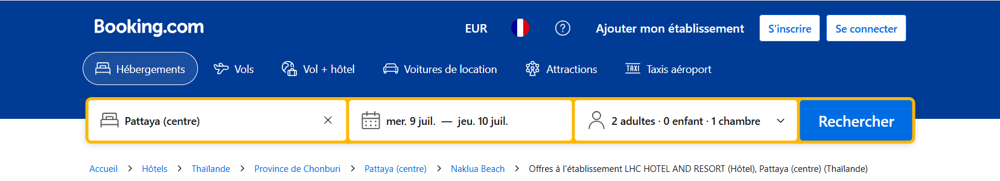 Booking.com EUR Ajouter mon établissement S'inscrire Se connecter
Hébergements Vols Vol + hôtel Voitures de location Attractions TAXI Taxis aéroport
Pattaya (centre) mer. 9 juil. — jeu. 10 juil. 2 adultes · 0 enfant · 1 chambre Rechercher
Accueil > Hôtels > Thaïlande > Province de Chonburi > Pattaya (centre) > Naklua Beach > Offres à l'établissement LHC HOTEL AND RESORT (Hôtel), Pattaya (centre) (Thaïlande)